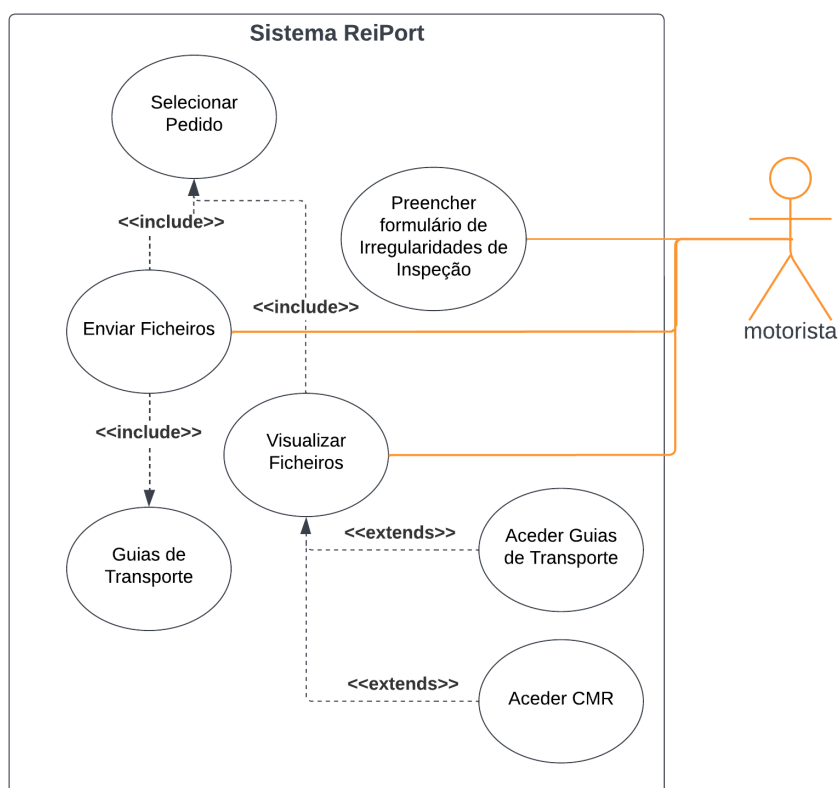 Sistema ReiPort
Selecionar
Pedido
Preencher
formulário de
Irregularidades de
Inspeção
<<include>>
<<include>>
Enviar Ficheiros
motorista
<<include>>
Visualizar
Ficheiros
<<extends>>
Aceder Guias
de Transporte
Guias de
Transporte
<<extends>>
Aceder CMR